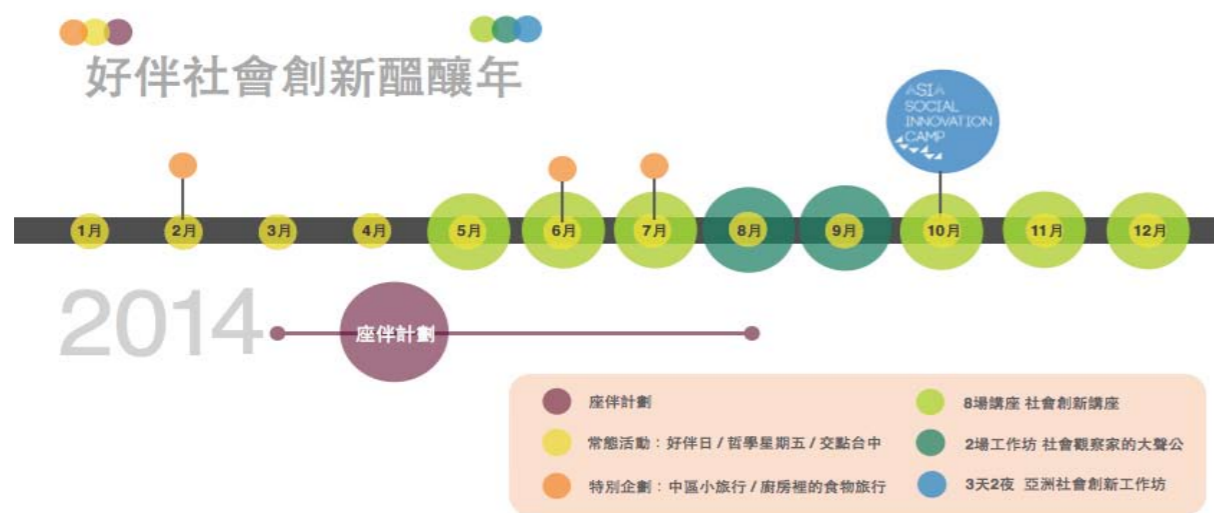 好伴社會創新醞釀年
ASIA
SOCIAL
INNOVATION
CAMP
1月
2月
3月
4月
5月
6月
7月
8月
9月
10月
11月
12月
2014
座伴計劃
座伴計劃
常態活動：好伴日 / 哲學星期五 / 交點台中
特別企劃：中區小旅行 / 廚房裡的食物旅行
8場講座 社會創新講座
2場工作坊 社會觀察家的大聲公
3天2夜 亞洲社會創新工作坊